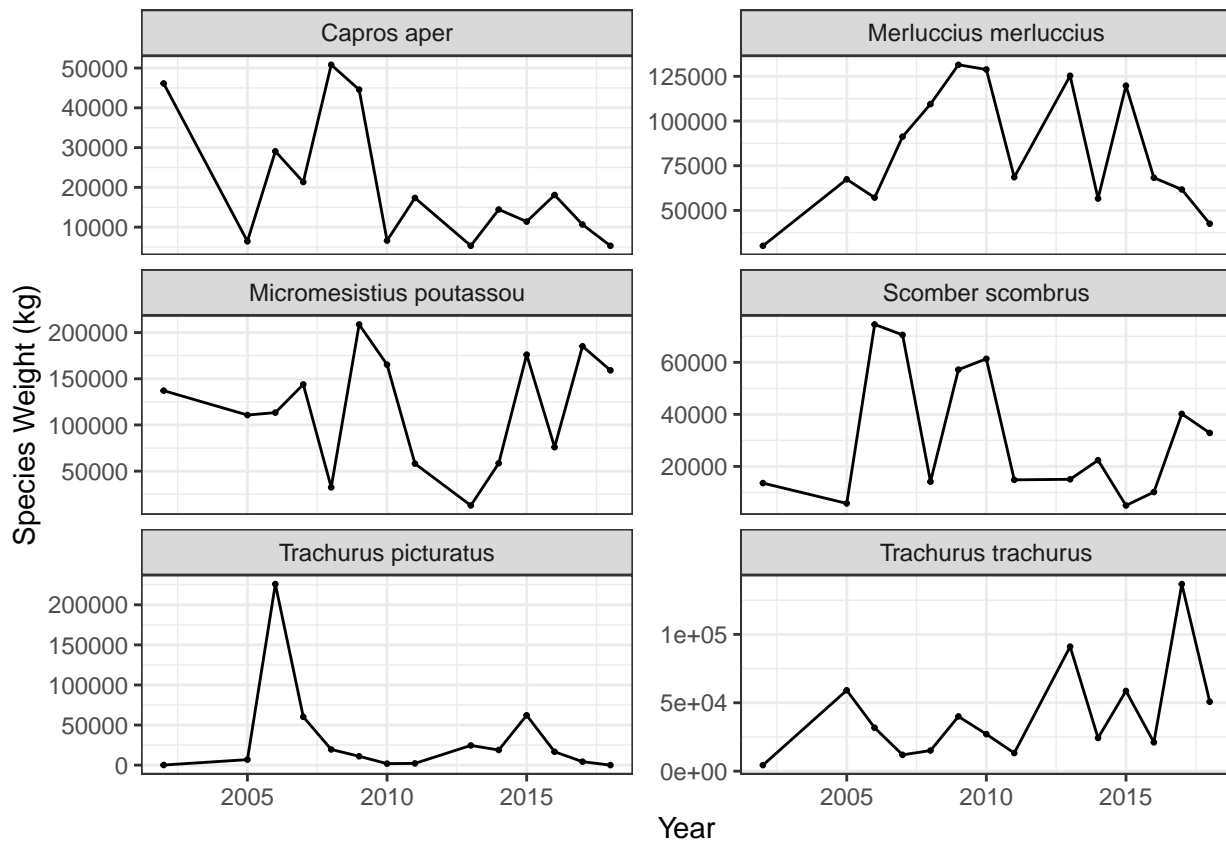 Capros aper
Merluccius merluccius
50000
40000
30000
20000
10000
125000
100000
75000
50000
Micromesistius poutassou
Scomber scombrus
200000
150000
100000
50000
60000
40000
20000
Trachurus picturatus
Trachurus trachurus
200000
150000
100000
50000
0
1e+05
5e+04
0e+00
2005
2010
2015
2005
2010
2015
Species Weight (kg)
Year